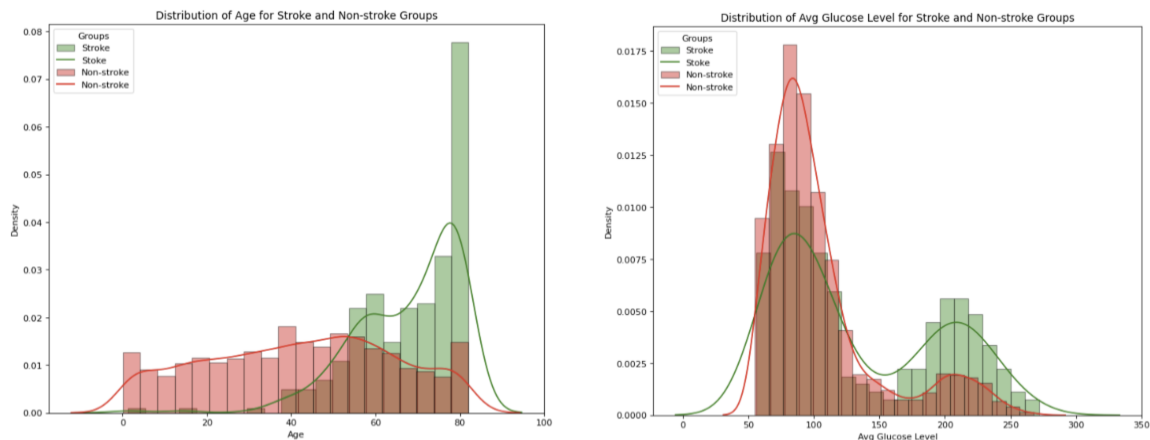 Distribution of Age for Stroke and Non-stroke Groups
Groups
Stroke
Stoke
Non-stroke
Non-stroke
Density
0.08
0.07
0.06
0.05
0.04
0.03
0.02
0.01
0.00
0 20 40 60 80 100
Age
Distribution of Avg Glucose Level for Stroke and Non-stroke Groups
Groups
Stroke
Stoke
Non-stroke
Non-stroke
Density
0.0175
0.0150
0.0125
0.0100
0.0075
0.0050
0.0025
0.0000
0 50 100 150 200 250 300 350
Avg Glucose Level